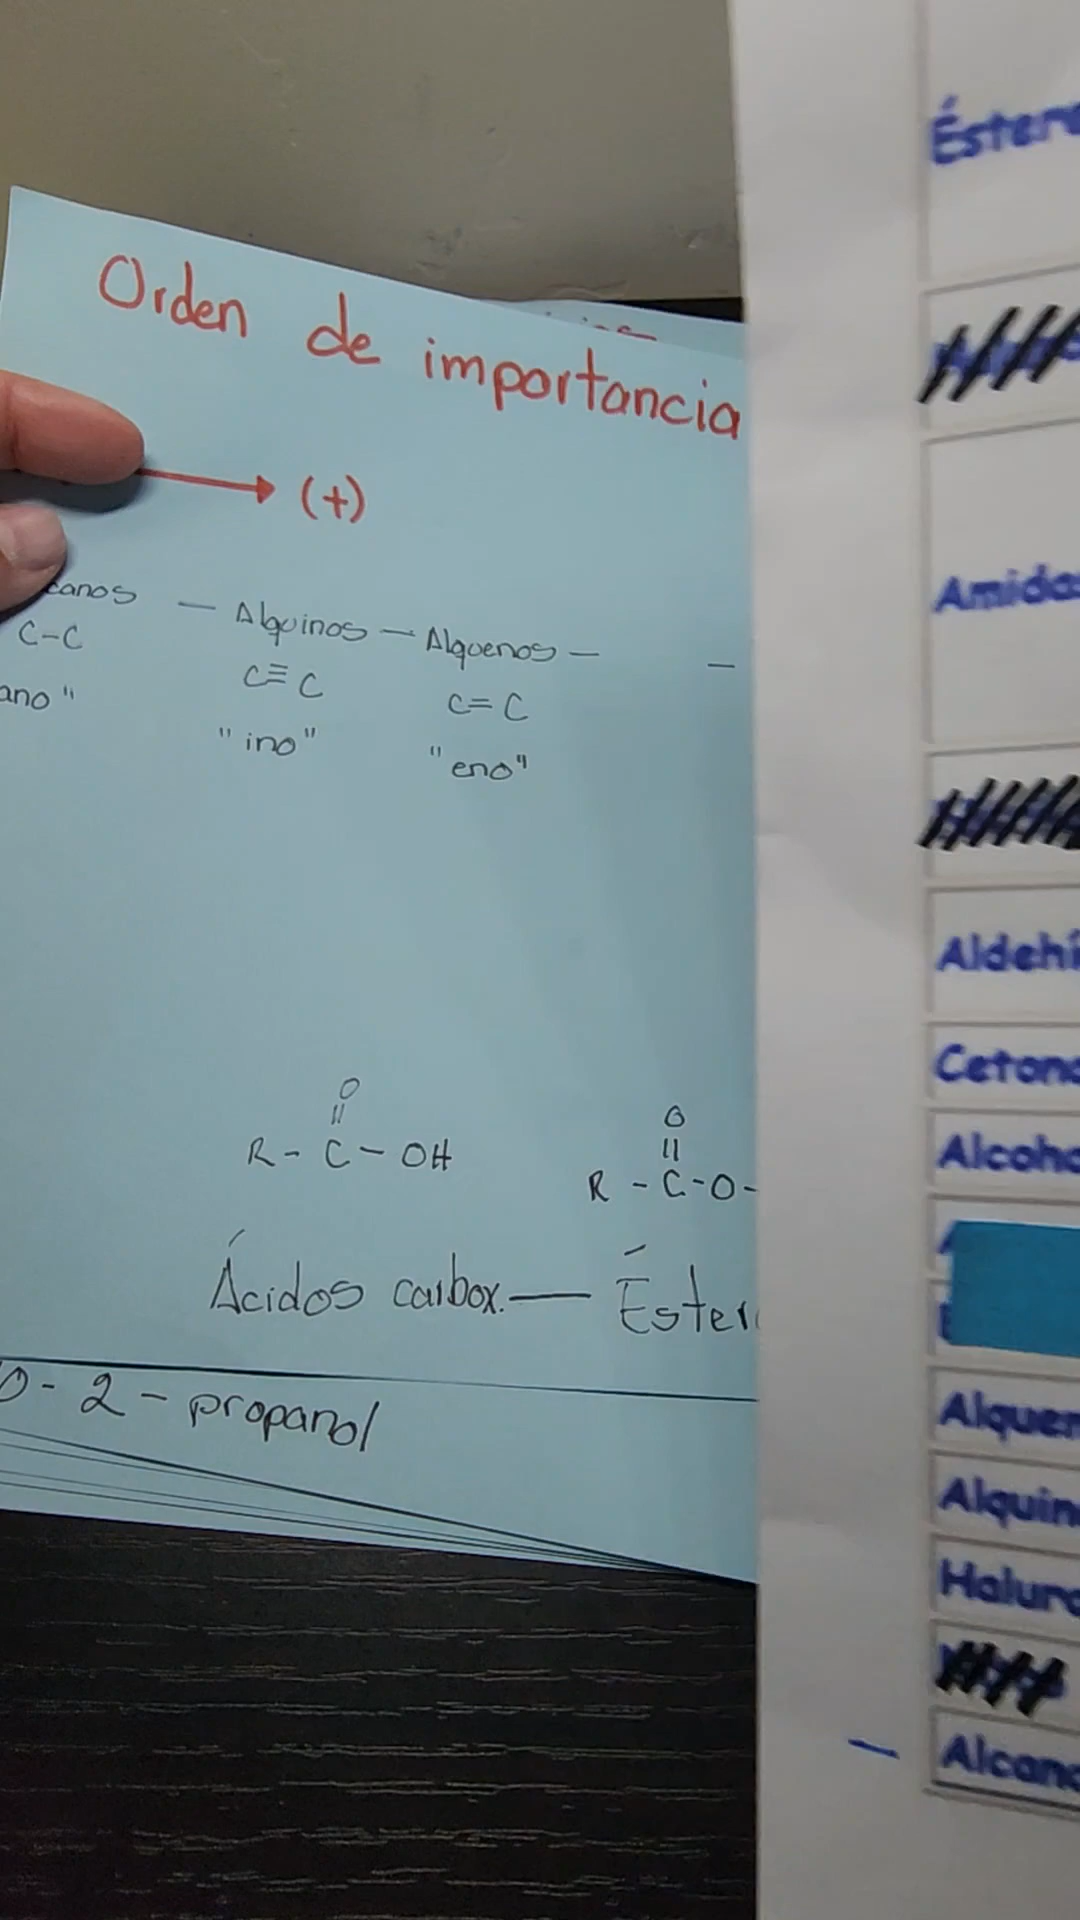 Orden de importancia
(+)
canos — Alquinos — Alquenos — —
C-C C≡C C=C
ano" "ino" "eno"
O O
|| ||
R - C - OH R - C-O-
Ácidos carbox. — Éster
o-2-propanol
Éster
Amida
Aldehí
Cetona
Alcoho
Alquen
Alquin
Haluro
Alcano